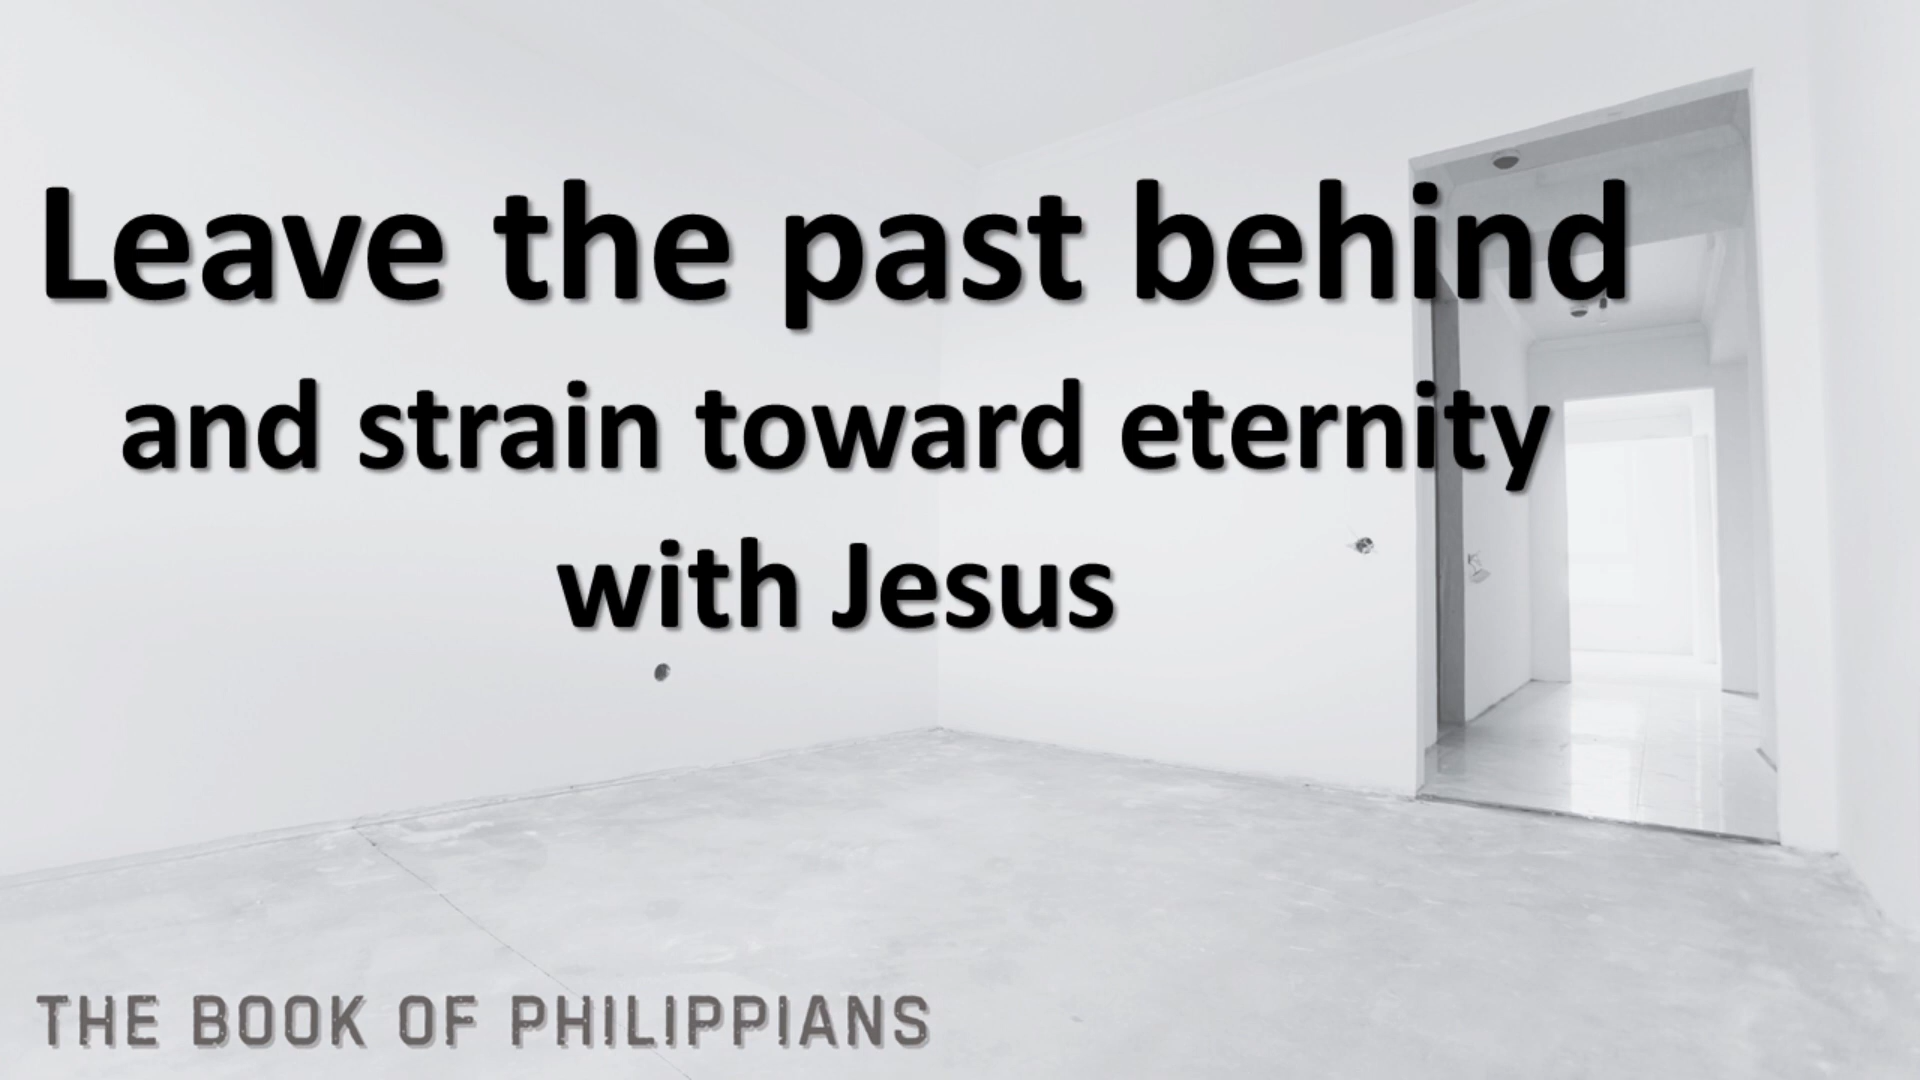 Leave the past behind
and strain toward eternity
with Jesus
THE BOOK OF PHILIPPIANS